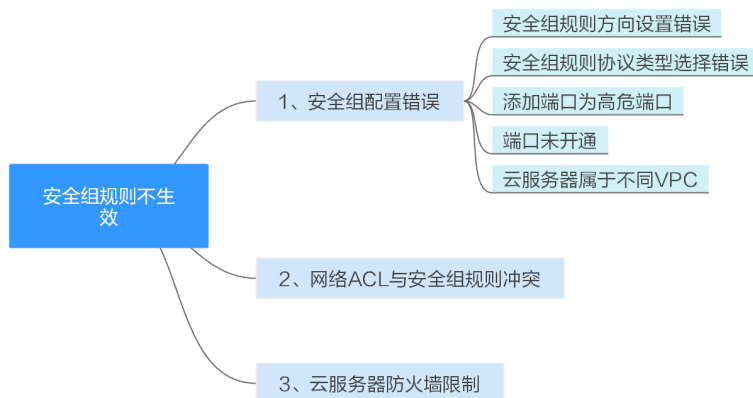 安全组规则不生
效
1、安全组配置错误
安全组规则方向设置错误
安全组规则协议类型选择错误
添加端口为高危端口
端口未开通
云服务器属于不同VPC
2、网络ACL与安全组规则冲突
3、云服务器防火墙限制